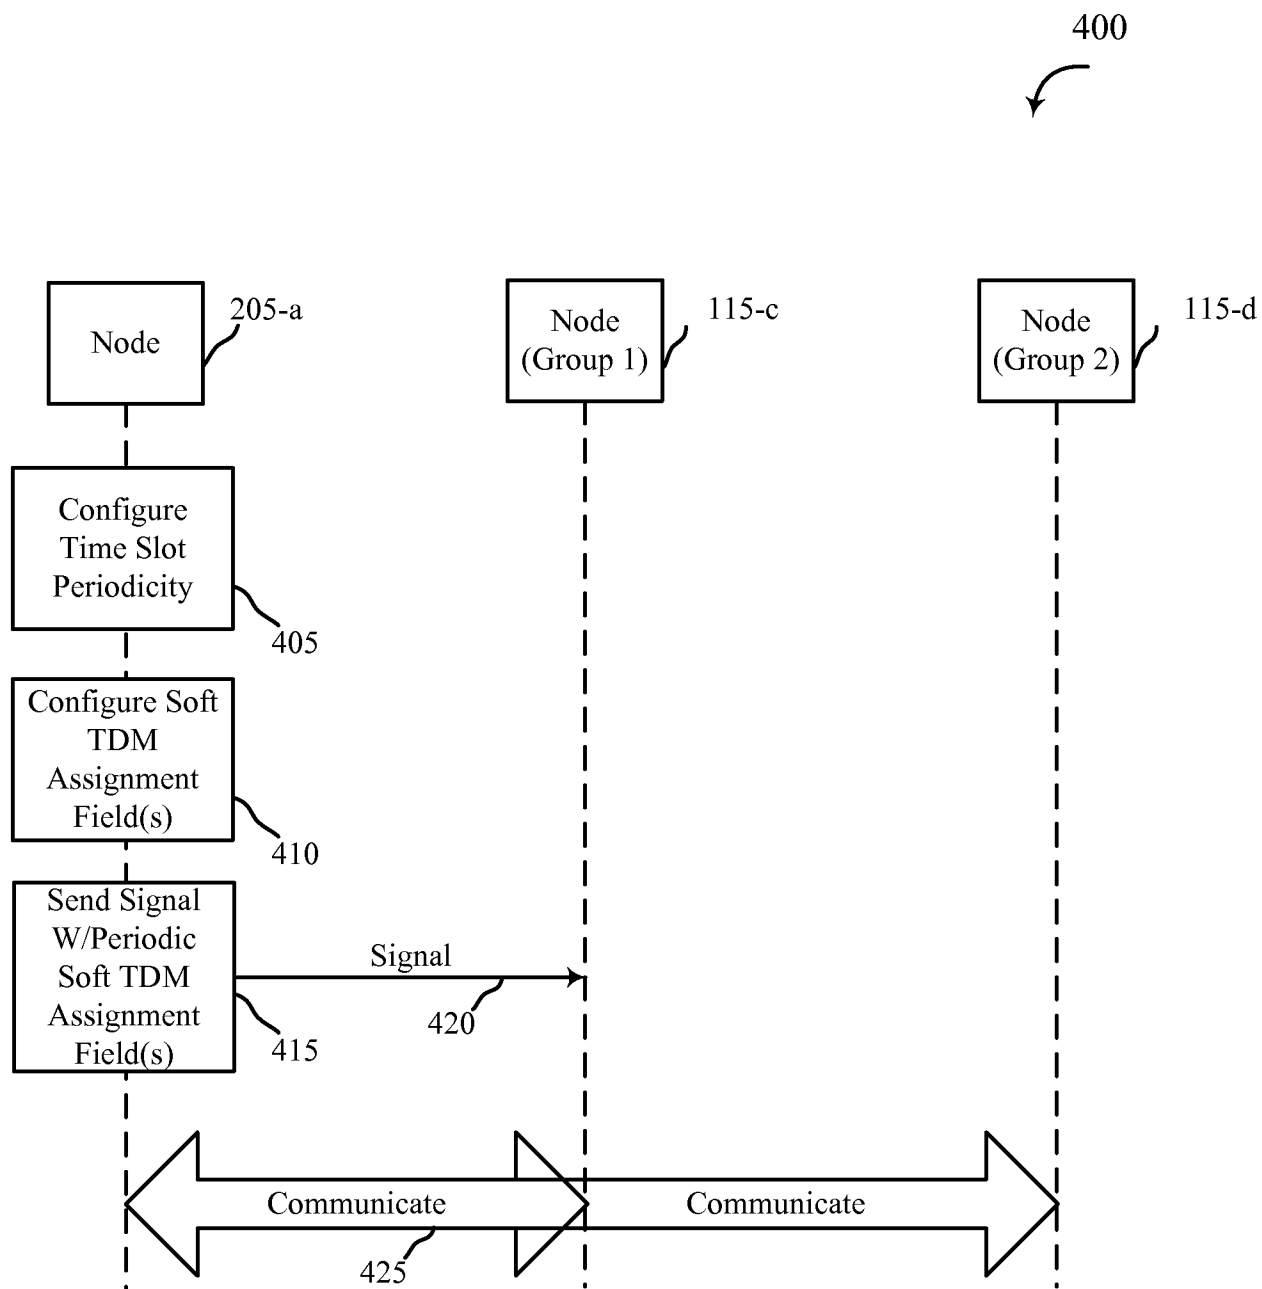 400
Node
205-a
Node
(Group 1)
115-c
Node
(Group 2)
115-d
Configure
Time Slot
Periodicity
405
Configure Soft
TDM
Assignment
Field(s)
410
Send Signal
W/Periodic
Soft TDM
Assignment
Field(s)
415
Signal
420
Communicate
Communicate
425